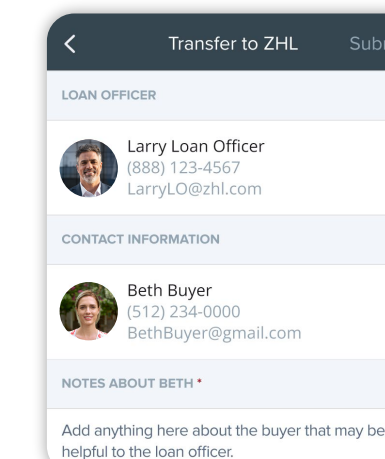 Transfer to ZHL
LOAN OFFICER
Larry Loan Officer
(888) 123-4567
LarryLO@zhl.com
CONTACT INFORMATION
Beth Buyer
(512) 234-0000
BethBuyer@gmail.com
NOTES ABOUT BETH *
Add anything here about the buyer that may be
helpful to the loan officer.